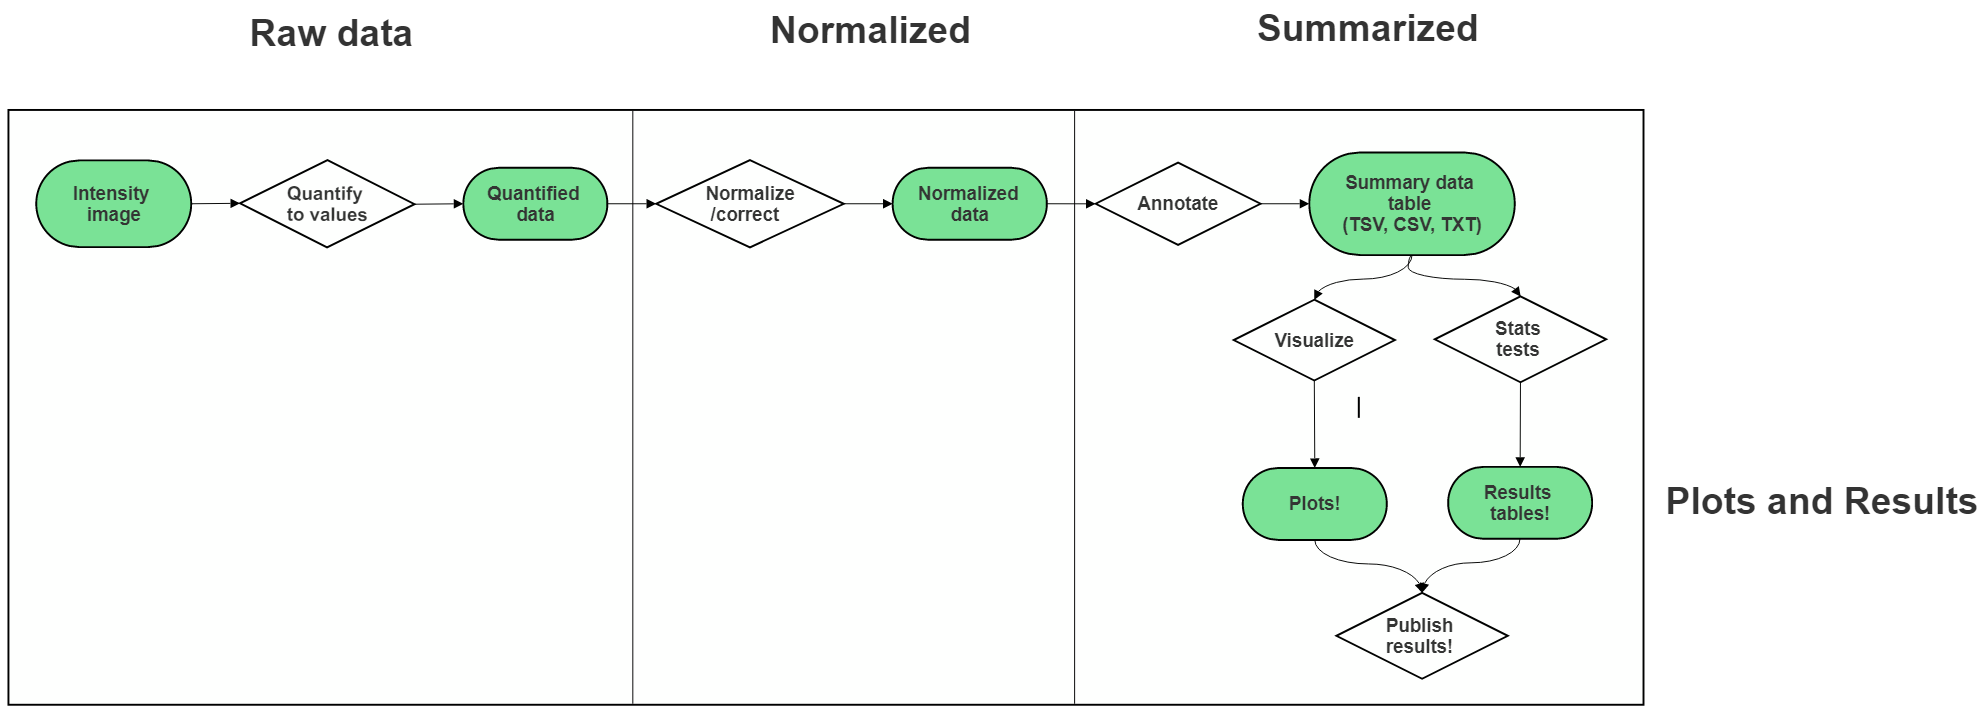 Raw data
Normalized
Summarized
Intensity
image
Quantify
to values
Quantified
data
Normalize
/correct
Normalized
data
Annotate
Summary data
table
(TSV, CSV, TXT)
Visualize
Stats
tests
|
Plots!
Results
tables!
Plots and Results
Publish
results!